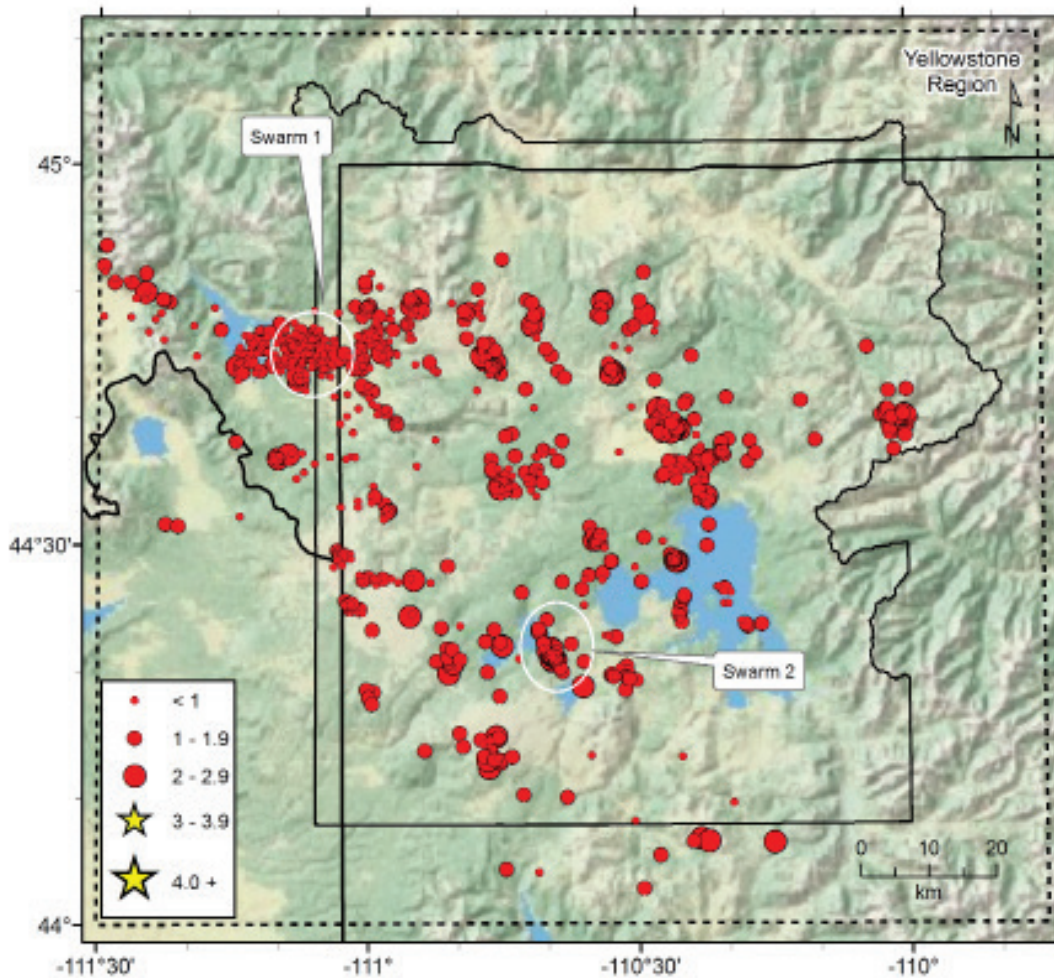 Yellowstone
Region
N
Swarm 1
45°
44°30'
Swarm 2
< 1
1 - 1.9
2 - 2.9
3 - 3.9
4.0 +
0 10 20
km
44°
-111°30' -111° -110°30' -110°